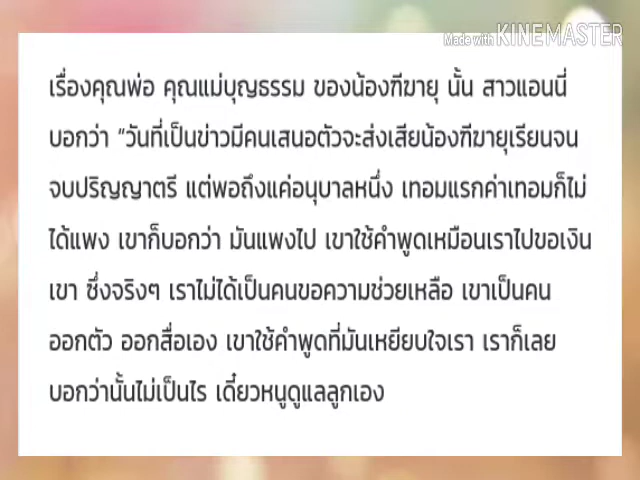 Made with KINEMASTER
เรื่องคุณพ่อ คุณแม่บุญธรรม ของน้องฑีฆายุ นั้น สาวแอนนี่
บอกว่า “วันที่เป็นข่าวมีคนเสนอตัวจะส่งเสียน้องฑีฆายุเรียนจน
จบปริญญาตรี แต่พอถึงแค่อนุบาลหนึ่ง เทอมแรกค่าเทอมก็ไม่
ได้แพง เขาก็บอกว่า มันแพงไป เขาใช้คำพูดเหมือนเราไปขอเงิน
เขา ซึ่งจริงๆ เราไม่ได้เป็นคนขอความช่วยเหลือ เขาเป็นคน
ออกตัว ออกสื่อเอง เขาใช้คำพูดที่มันเหยียบใจเรา เราก็เลย
บอกว่านั้นไม่เป็นไร เดี๋ยวหนูดูแลลูกเอง